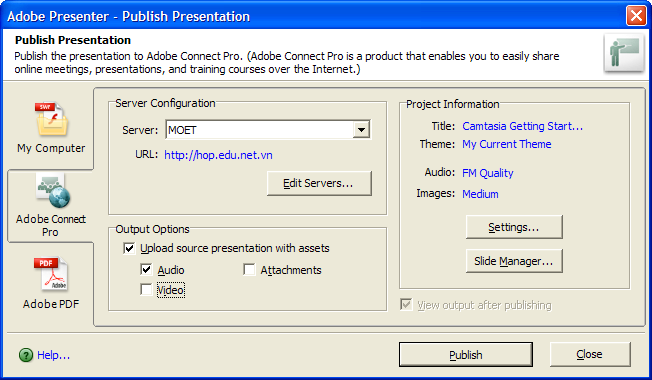 Adobe Presenter - Publish Presentation
Publish Presentation
Publish the presentation to Adobe Connect Pro. (Adobe Connect Pro is a product that enables you to easily share
online meetings, presentations, and training courses over the Internet.)
SWF
My Computer
Adobe Connect
Pro
PDF
Adobe
Adobe PDF
Server Configuration
Server: MOET
URL: http://hop.edu.net.vn
Edit Servers...
Output Options
Upload source presentation with assets
Audio
Attachments
Video
Project Information
Title: Camtasia Getting Start...
Theme: My Current Theme
Audio: FM Quality
Images: Medium
Settings...
Slide Manager...
View output after publishing
Help...
Publish
Close